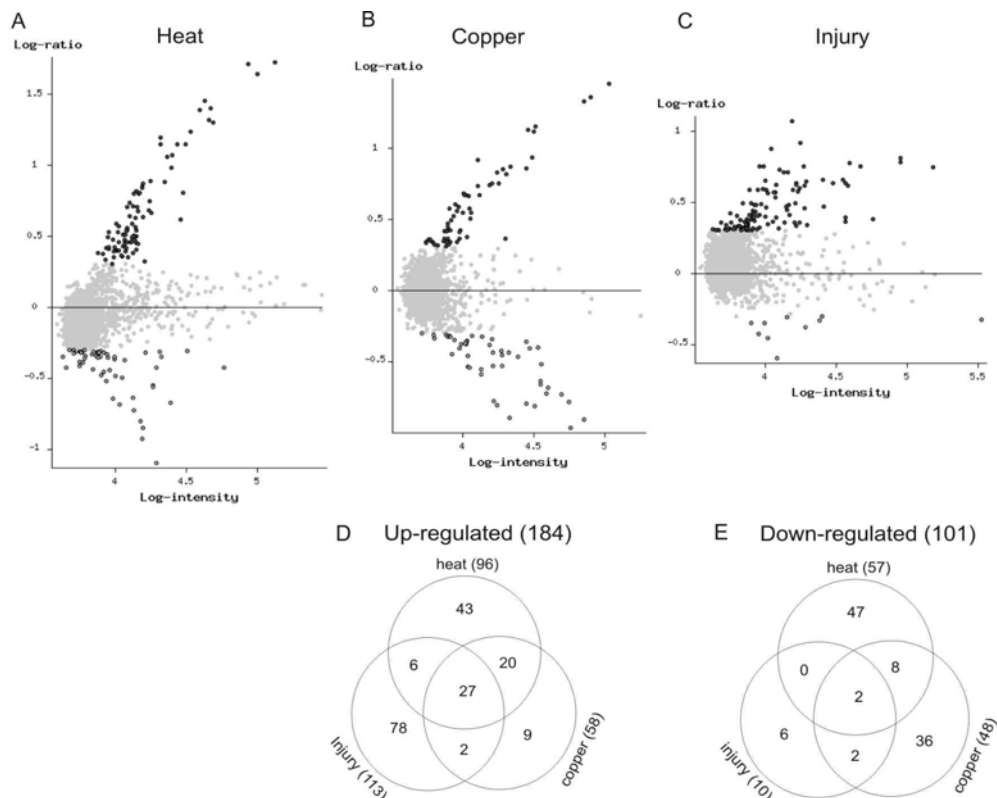 A
Heat
Log-ratio
1.5
1
0.5
0
-0.5
-1
4
4.5
5
Log-intensity
B
Copper
Log-ratio
1
0.5
0
-0.5
4
4.5
5
Log-intensity
C
Injury
Log-ratio
1
0.5
0
-0.5
4
4.5
5
5.5
Log-intensity
D Up-regulated (184)
heat (96)
43
6
20
27
78
2
9
Injury (113)
copper (58)
E Down-regulated (101)
heat (57)
47
0
8
2
6
2
36
injury (10)
copper (48)